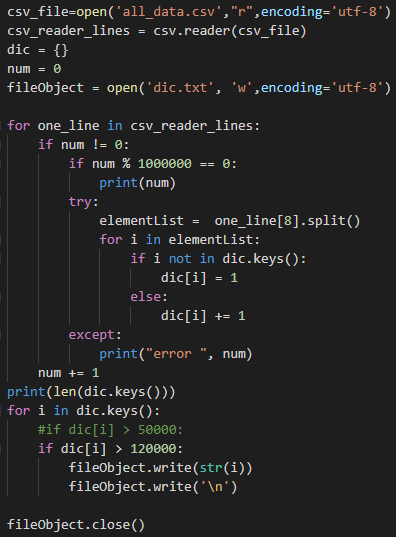 csv_file=open('all_data.csv',"r",encoding='utf-8')
csv_reader_lines = csv.reader(csv_file)
dic = {}
num = 0
fileObject = open('dic.txt', 'w',encoding='utf-8')

for one_line in csv_reader_lines:
    if num != 0:
        if num % 1000000 == 0:
            print(num)
        try:
            elementList =  one_line[8].split()
            for i in elementList:
                if i not in dic.keys():
                    dic[i] = 1
                else:
                    dic[i] += 1
        except:
            print("error ", num)
    num += 1
print(len(dic.keys()))
for i in dic.keys():
    #if dic[i] > 50000:
    if dic[i] > 120000:
        fileObject.write(str(i))
        fileObject.write('\n')

fileObject.close()